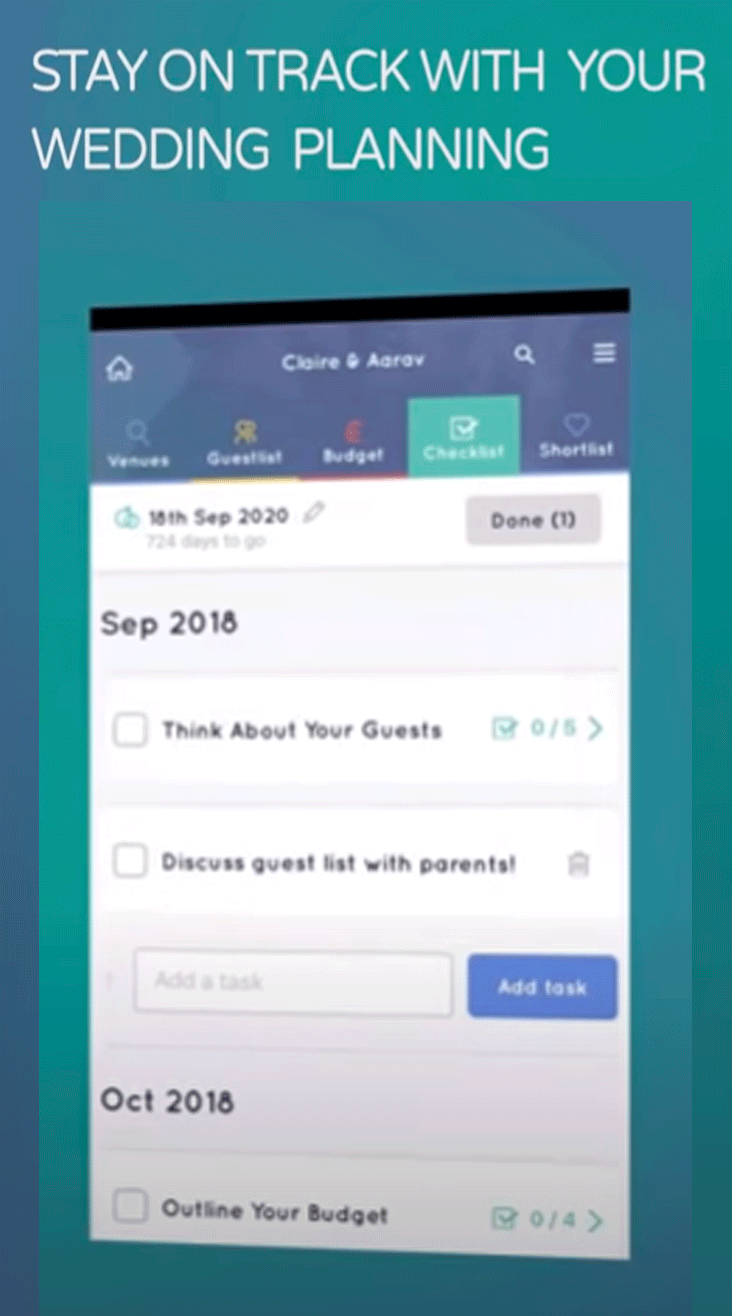 STAY ON TRACK WITH YOUR
WEDDING PLANNING
Claire & Aarav
Venues
Guestlist
Budget
Checklist
Shortlist
18th Sep 2020
724 days to go
Done (1)
Sep 2018
Think About Your Guests
0/5
Discuss guest list with parents!
Add a task
Add task
Oct 2018
Outline Your Budget
0/4